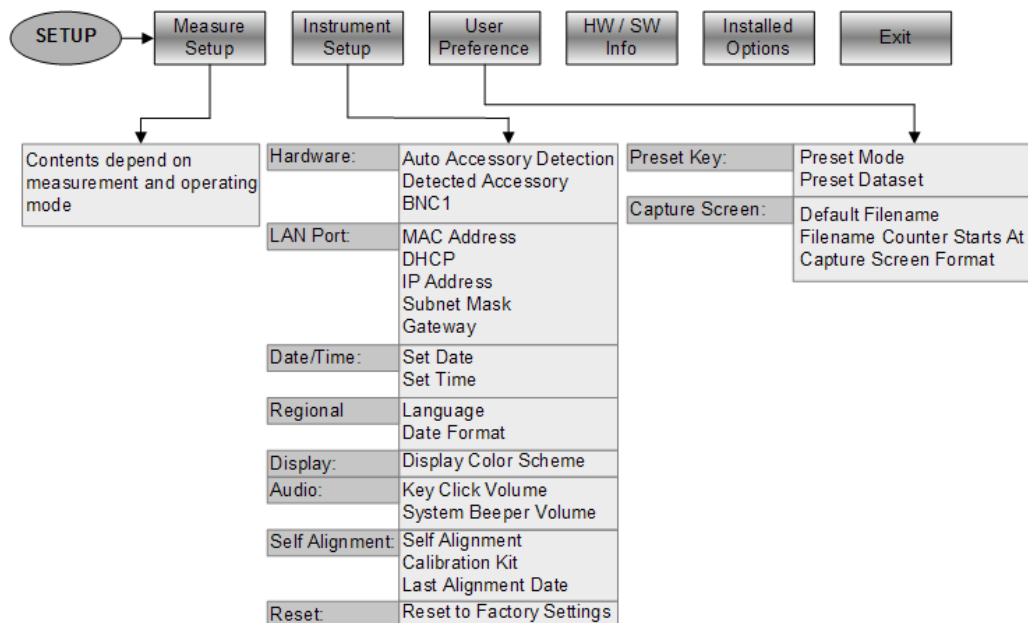 SETUP
Measure
Setup
Instrument
Setup
User
Preference
HW / SW
Info
Installed
Options
Exit
Contents depend on
measurement and operating
mode
Hardware:
Auto Accessory Detection
Detected Accessory
BNC1
LAN Port:
MAC Address
DHCP
IP Address
Subnet Mask
Gateway
Date/Time:
Set Date
Set Time
Regional
Language
Date Format
Display:
Display Color Scheme
Audio:
Key Click Volume
System Beeper Volume
Self Alignment:
Self Alignment
Calibration Kit
Last Alignment Date
Reset:
Reset to Factory Settings
Preset Key:
Preset Mode
Preset Dataset
Capture Screen:
Default Filename
Filename Counter Starts At
Capture Screen Format